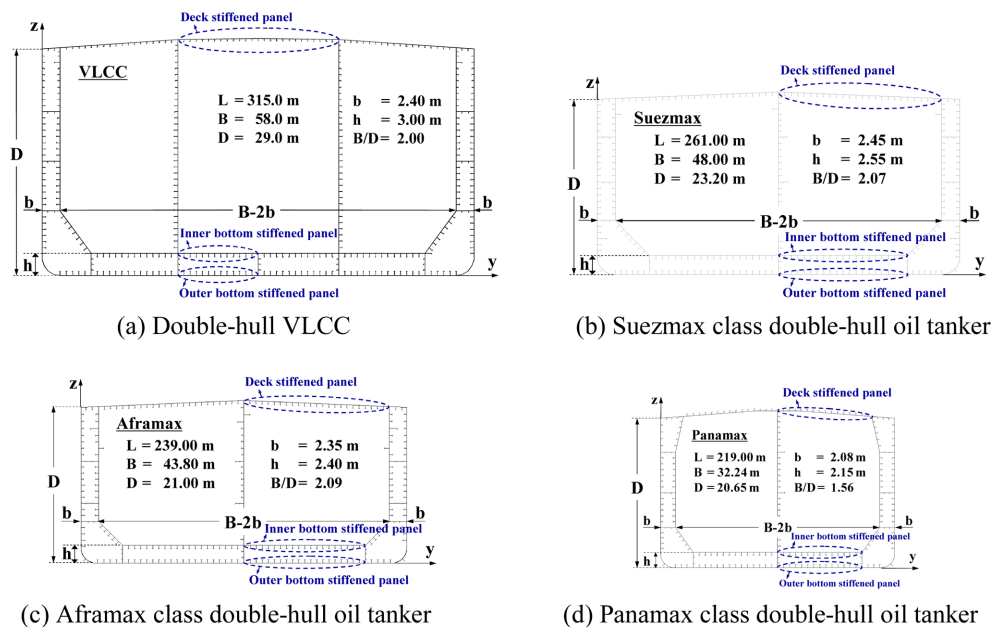 Deck stiffened panel
z
VLCC
L = 315.0 m b = 2.40 m
B = 58.0 m h = 3.00 m
D = 29.0 m B/D = 2.00
D
b B-2b b
Inner bottom stiffened panel
h y
Outer bottom stiffened panel
(a) Double-hull VLCC
Deck stiffened panel
z
Suezmax
L = 261.00 m b = 2.45 m
B = 48.00 m h = 2.55 m
D = 23.20 m B/D = 2.07
D
b B-2b b
Inner bottom stiffened panel
h y
Outer bottom stiffened panel
(b) Suezmax class double-hull oil tanker
Deck stiffened panel
z
Aframax
L = 239.00 m b = 2.35 m
B = 43.80 m h = 2.40 m
D = 21.00 m B/D = 2.09
D
b B-2b b
Inner bottom stiffened panel
h y
Outer bottom stiffened panel
(c) Aframax class double-hull oil tanker
Deck stiffened panel
z
Panamax
L = 219.00 m b = 2.08 m
B = 32.24 m h = 2.15 m
D = 20.65 m B/D = 1.56
D
b B-2b b
Inner bottom stiffened panel
h y
Outer bottom stiffened panel
(d) Panamax class double-hull oil tanker